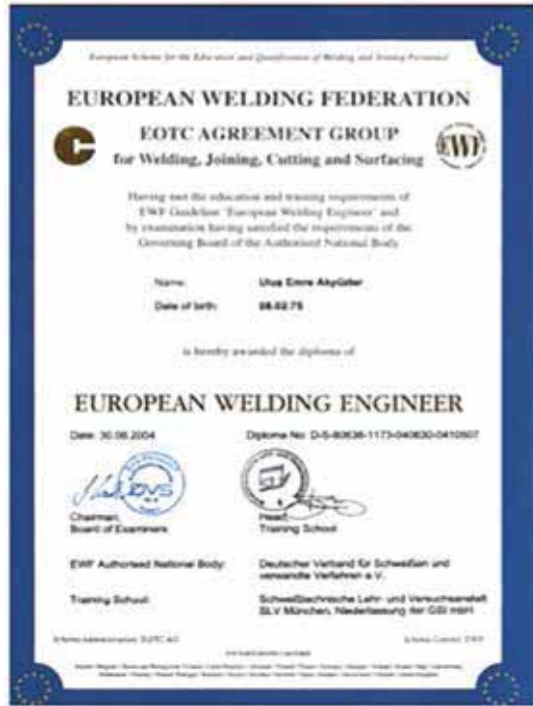 European Scheme for the Education and Qualification of Welding and Joining Personnel
EUROPEAN WELDING FEDERATION
EOTC AGREEMENT GROUP
for Welding, Joining, Cutting and Surfacing
EWF
Having met the education and training requirements of
EWF Guideline 'European Welding Engineer' and
by examination having satisfied the requirements of the
Governing Board of the Authorised National Body
Name: Emre
Date of birth: 08.02.75
is hereby awarded the diploma of
EUROPEAN WELDING ENGINEER
Date: 30.06.2004 Diploma No: D-S-80636-1173-040630-0410507
DVS
Chairman, Head,
Board of Examiners Training School
EWF Authorised National Body: Deutscher Verband für Schweißen und
verwandte Verfahren e.V.
Training School: Schweißtechnische Lehr- und Versuchsanstalt
SLV München, Niederlassung der GSI mbH